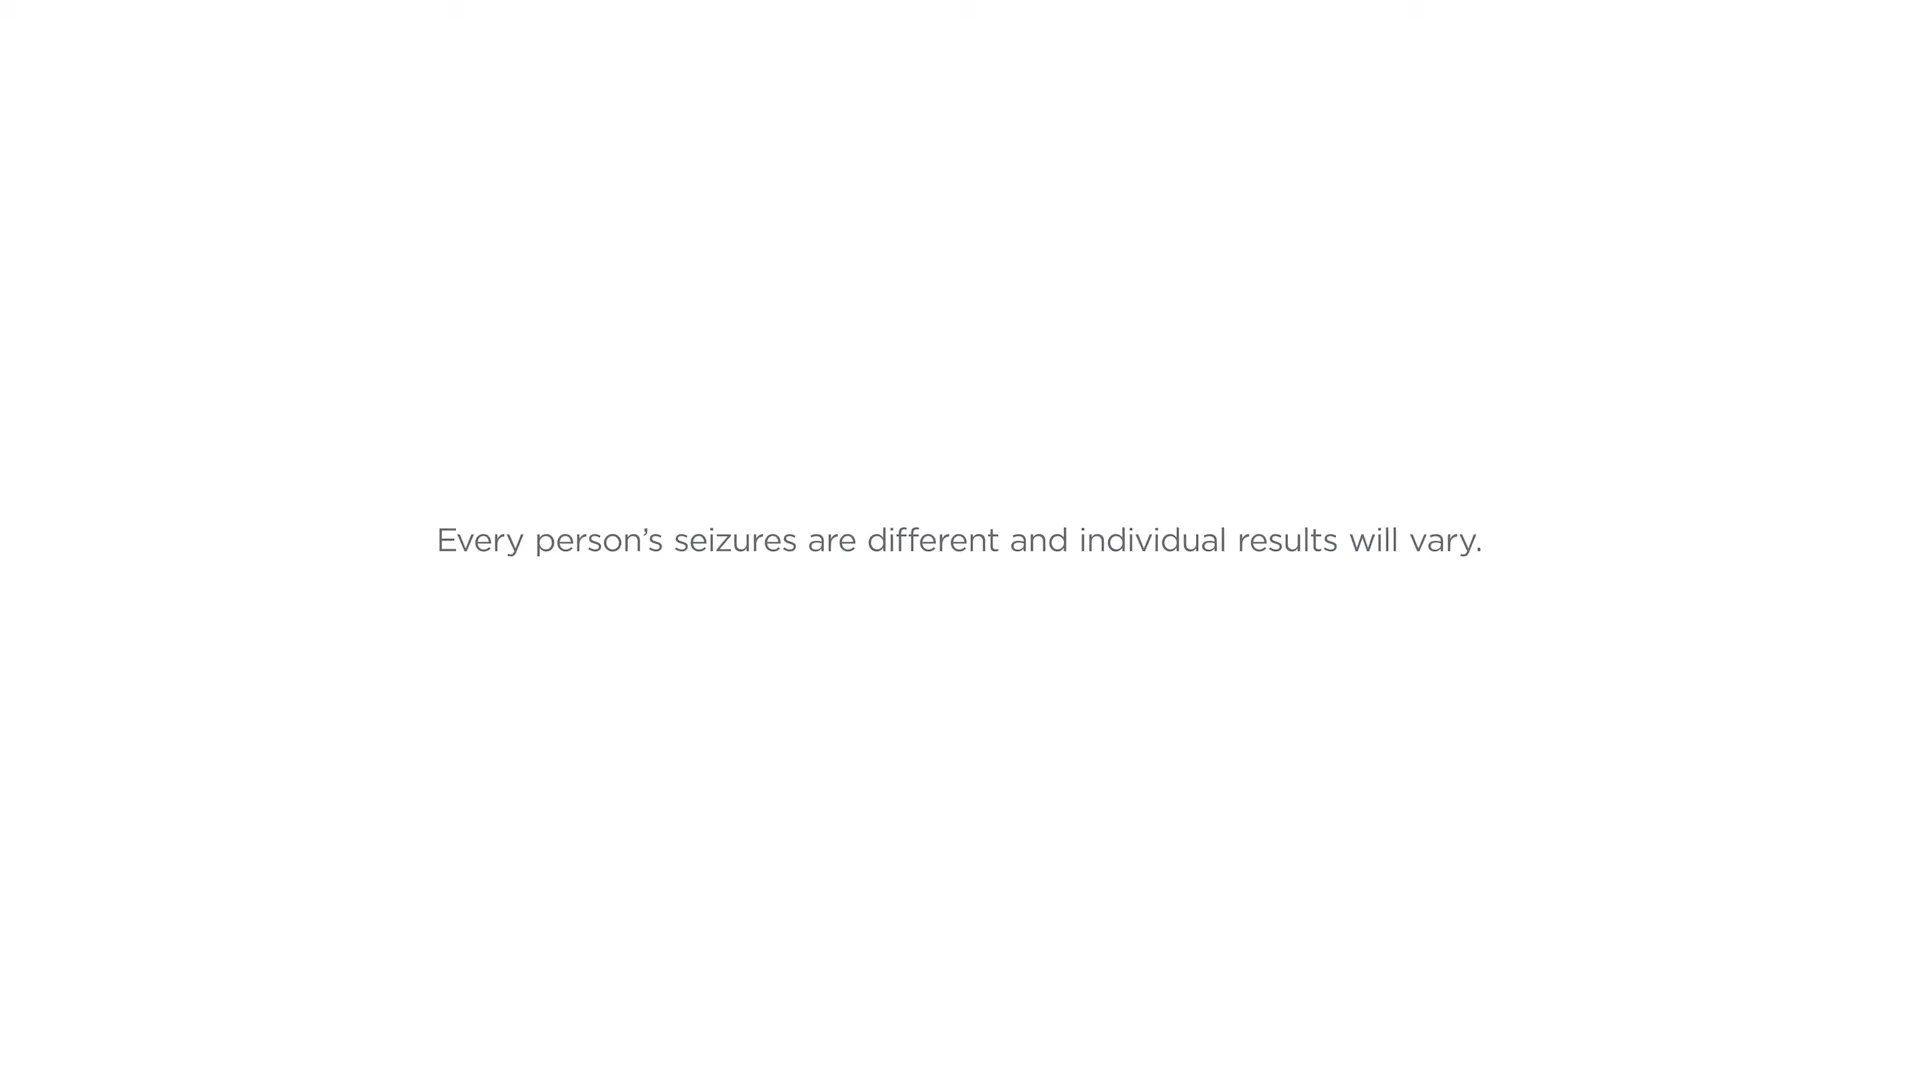 Every person’s seizures are different and individual results will vary.